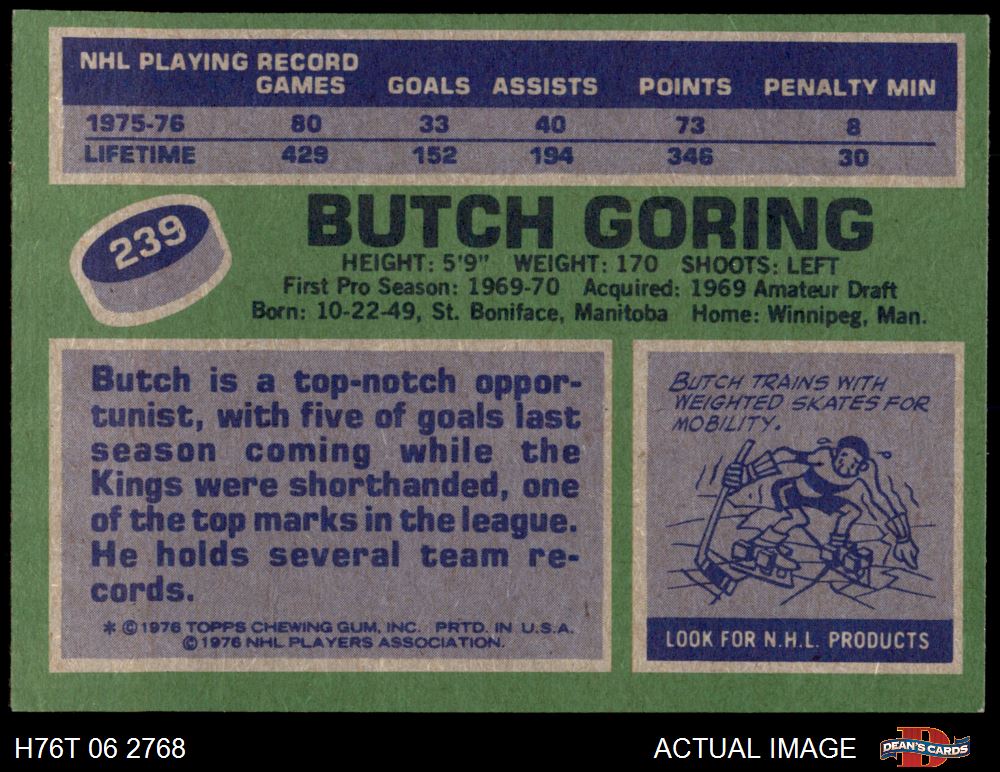 NHL PLAYING RECORD
GAMES GOALS ASSISTS POINTS PENALTY MIN
1975-76 80 33 40 73 8
LIFETIME 429 152 194 346 30
239
BUTCH GORING
HEIGHT: 5'9" WEIGHT: 170 SHOOTS: LEFT
First Pro Season: 1969-70 Acquired: 1969 Amateur Draft
Born: 10-22-49, St. Boniface, Manitoba Home: Winnipeg, Man.
Butch is a top-notch oppor-
tunist, with five of goals last
season coming while the
Kings were shorthanded, one
of the top marks in the league.
He holds several team re-
cords.
* © 1976 TOPPS CHEWING GUM, INC. PRTD. IN U.S.A.
© 1976 NHL PLAYERS ASSOCIATION.
BUTCH TRAINS WITH
WEIGHTED SKATES FOR
MOBILITY.
LOOK FOR N.H.L. PRODUCTS
H76T 06 2768 ACTUAL IMAGE
D
DEAN'S CARDS